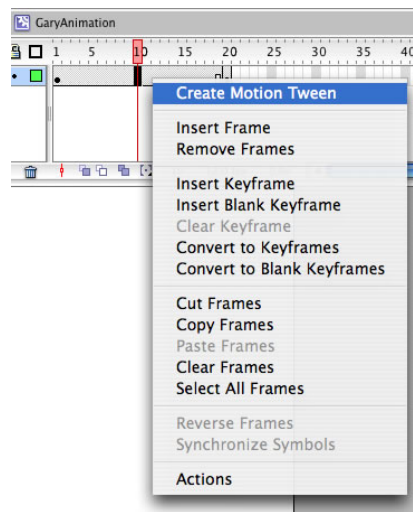 GaryAnimation
1 5 10 15 20 25 30 35 40
Create Motion Tween
Insert Frame
Remove Frames
Insert Keyframe
Insert Blank Keyframe
Clear Keyframe
Convert to Keyframes
Convert to Blank Keyframes
Cut Frames
Copy Frames
Paste Frames
Clear Frames
Select All Frames
Reverse Frames
Synchronize Symbols
Actions